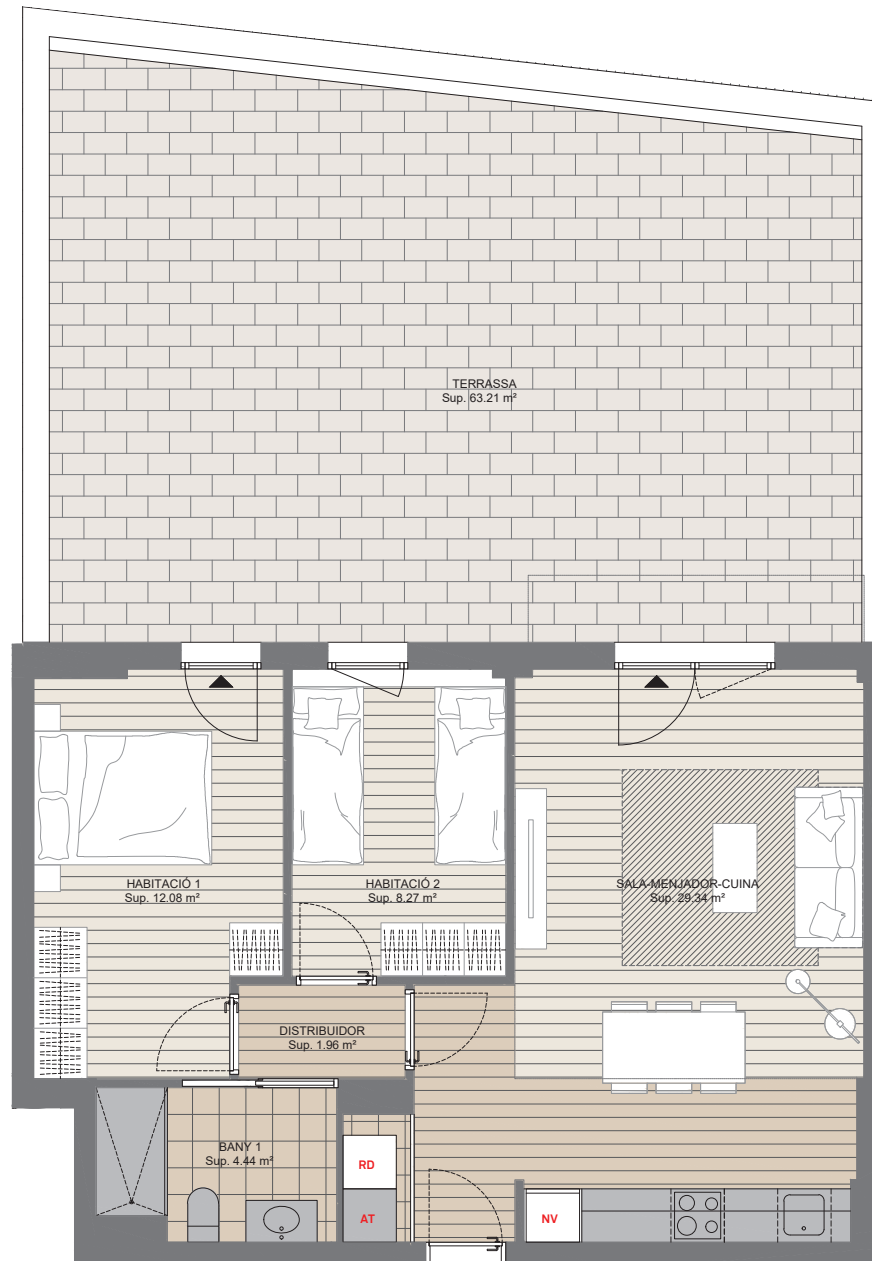 TERRASSA
Sup. 63.21 m²
HABITACIÓ 1
Sup. 12.08 m²
HABITACIÓ 2
Sup. 8.27 m²
SALA-MENJADOR-CUINA
Sup. 29.34 m²
DISTRIBUIDOR
Sup. 1.96 m²
BANY 1
Sup. 4.44 m²
RD
AT
NV